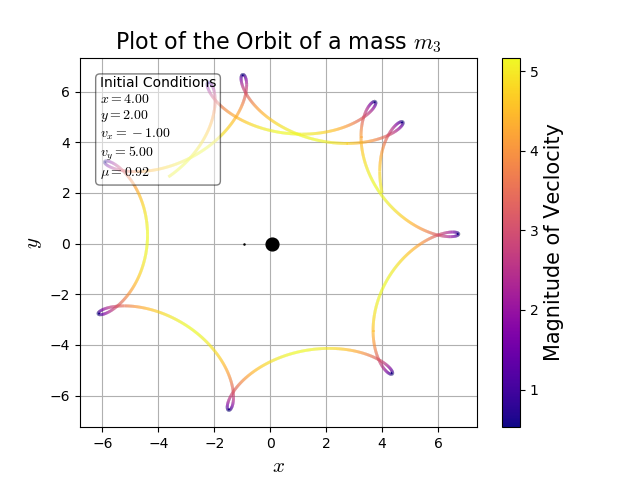 Plot of the Orbit of a mass m₃
Initial Conditions
x = 4.00
y = 2.00
vₓ = −1.00
v_y = 5.00
μ = 0.92
6
4
2
0
−2
−4
−6
y
−6
−4
−2
0
2
4
6
x
5
4
3
2
1
Magnitude of Veclocity